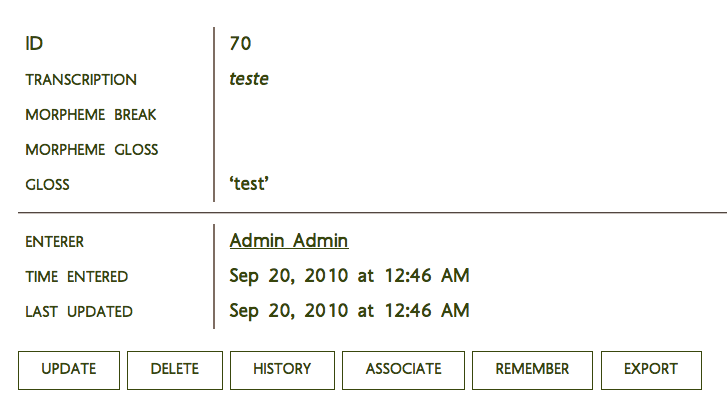 ID 70
TRANSCRIPTION teste
MORPHEME BREAK
MORPHEME GLOSS
GLOSS ‘test’
ENTERER Admin Admin
TIME ENTERED Sep 20, 2010 at 12:46 AM
LAST UPDATED Sep 20, 2010 at 12:46 AM
UPDATE DELETE HISTORY ASSOCIATE REMEMBER EXPORT